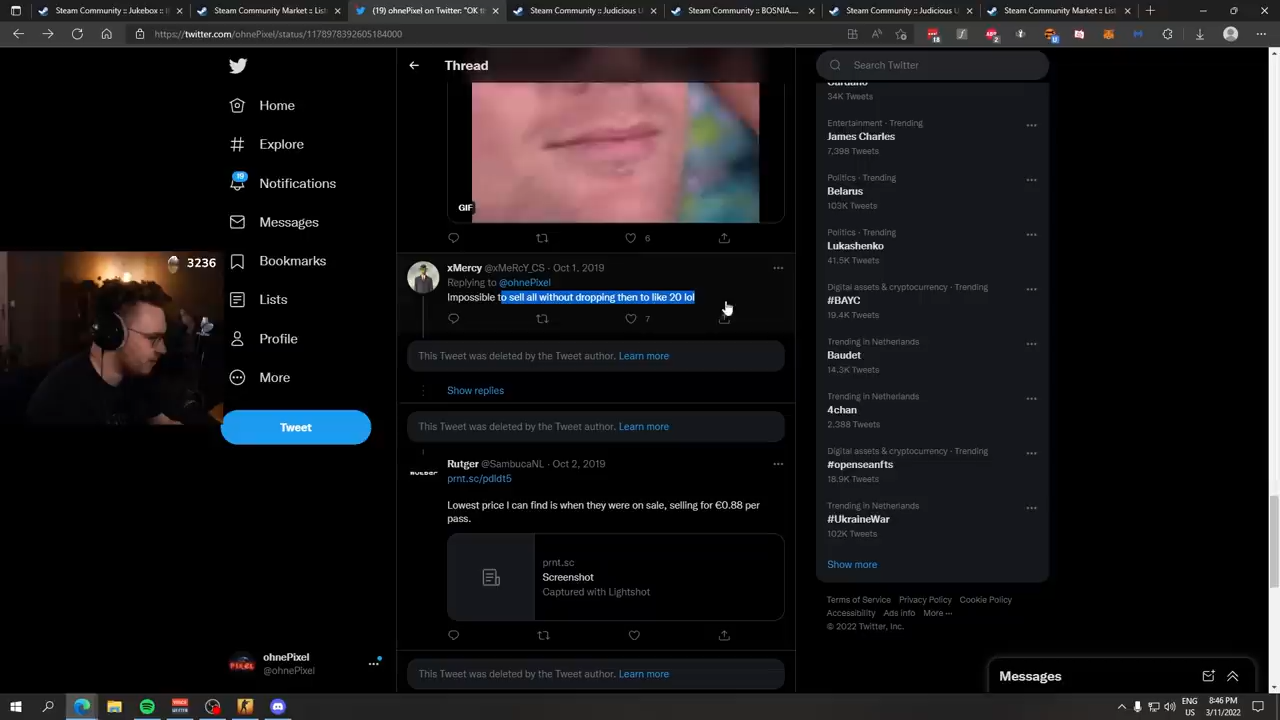 Steam Community :: Jukebox ::
Steam Community Market :: List
(19) ohnePixel on Twitter: "OK t
Steam Community :: Judicious U
Steam Community :: BOSNIA
Steam Community :: Judicious U
Steam Community Market :: List
https://twitter.com/ohnePixel/status/1178978392605184000
Home
Explore
19
Notifications
Messages
Bookmarks
Lists
Profile
More
Tweet
3236
ohnePixel
@ohnePixel
Thread
GIF
6
xMercy @xMeRcY_CS · Oct 1, 2019
Replying to @ohnePixel
Impossible to sell all without dropping then to like 20 lol
7
This Tweet was deleted by the Tweet author. Learn more
Show replies
This Tweet was deleted by the Tweet author. Learn more
Rutger @SambucaNL · Oct 2, 2019
prnt.sc/pdldt5
Lowest price I can find is when they were on sale, selling for €0.88 per
pass.
prnt.sc
Screenshot
Captured with Lightshot
This Tweet was deleted by the Tweet author. Learn more
Search Twitter
Cardano
34K Tweets
Entertainment · Trending
James Charles
7,398 Tweets
Politics · Trending
Belarus
103K Tweets
Politics · Trending
Lukashenko
41.5K Tweets
Digital assets & cryptocurrency · Trending
#BAYC
19.4K Tweets
Trending in Netherlands
Baudet
14.3K Tweets
Trending in Netherlands
4chan
2,388 Tweets
Digital assets & cryptocurrency · Trending
#openseanfts
18.9K Tweets
Trending in Netherlands
#UkraineWar
102K Tweets
Show more
Terms of Service Privacy Policy Cookie Policy
Accessibility Ads info More ···
© 2022 Twitter, Inc.
Messages
ENG
US
8:46 PM
3/11/2022